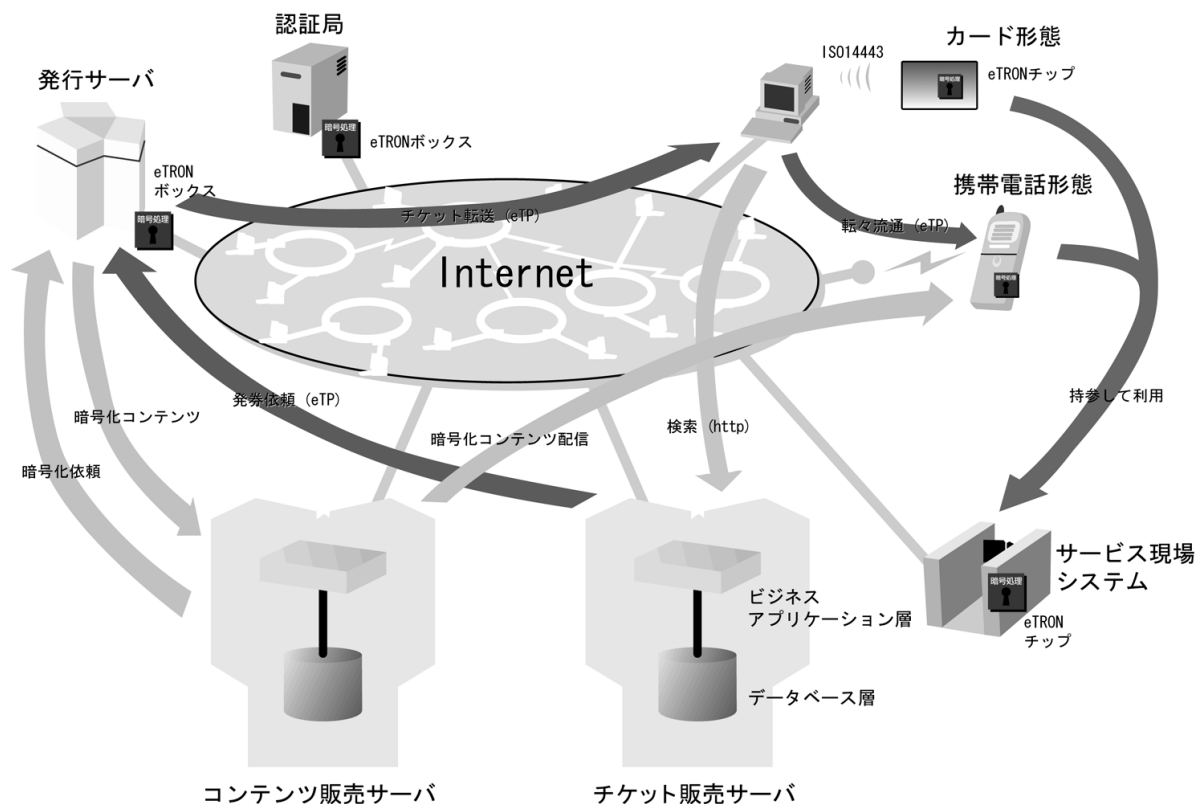 認証局
発行サーバ
暗号処理
eTRONボックス
eTRON
ボックス
暗号処理
ISO14443
カード形態
暗号処理
eTRONチップ
携帯電話形態
暗号処理
チケット転送(eTP)
転々流通(eTP)
Internet
暗号化コンテンツ
暗号化依頼
発券依頼(eTP)
暗号化コンテンツ配信
検索(http)
持参して利用
サービス現場
システム
暗号処理
eTRON
チップ
ビジネス
アプリケーション層
データベース層
コンテンツ販売サーバ
チケット販売サーバ